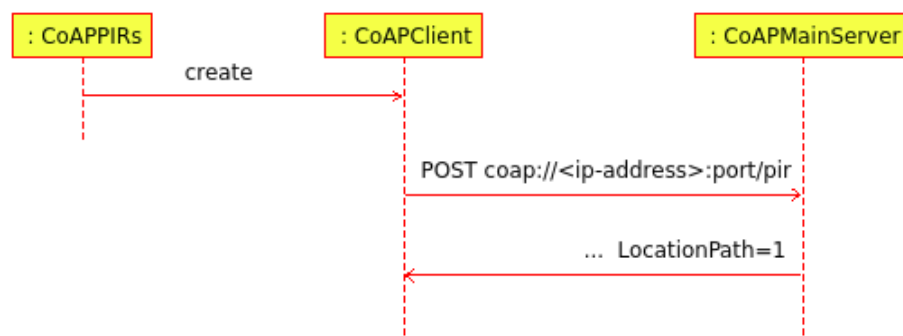 : CoAPPIRs
: CoAPClient
: CoAPMainServer
create
POST coap://<ip-address>:port/pir
... LocationPath=1